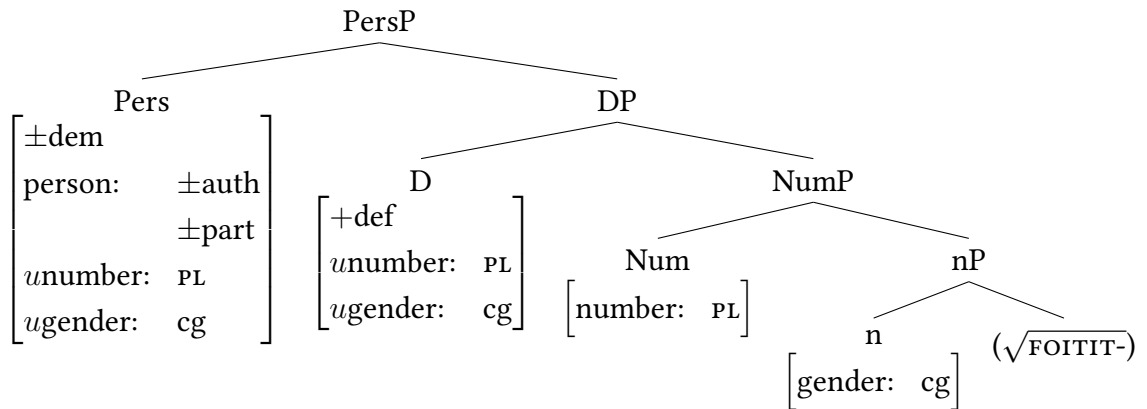 PersP
Pers DP
±dem
person: ±auth
±part
unumber: PL
ugender: cg
D NumP
+def
unumber: PL
ugender: cg
Num nP
number: PL
n (√FOITIT-)
gender: cg